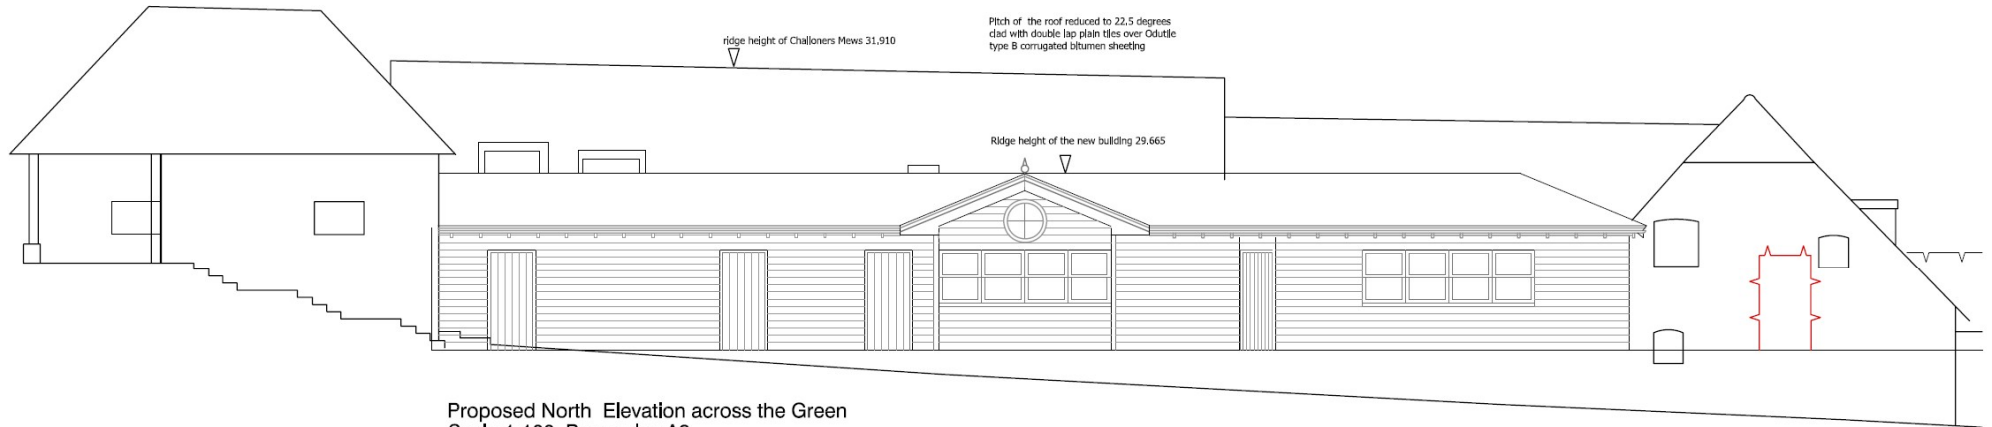 Pitch of the roof reduced to 22.5 degrees
clad with double lap plain tiles over Odutile
type B corrugated bitumen sheeting
ridge height of Challoners Mews 31,910
Ridge height of the new building 29.665
Proposed North Elevation across the Green